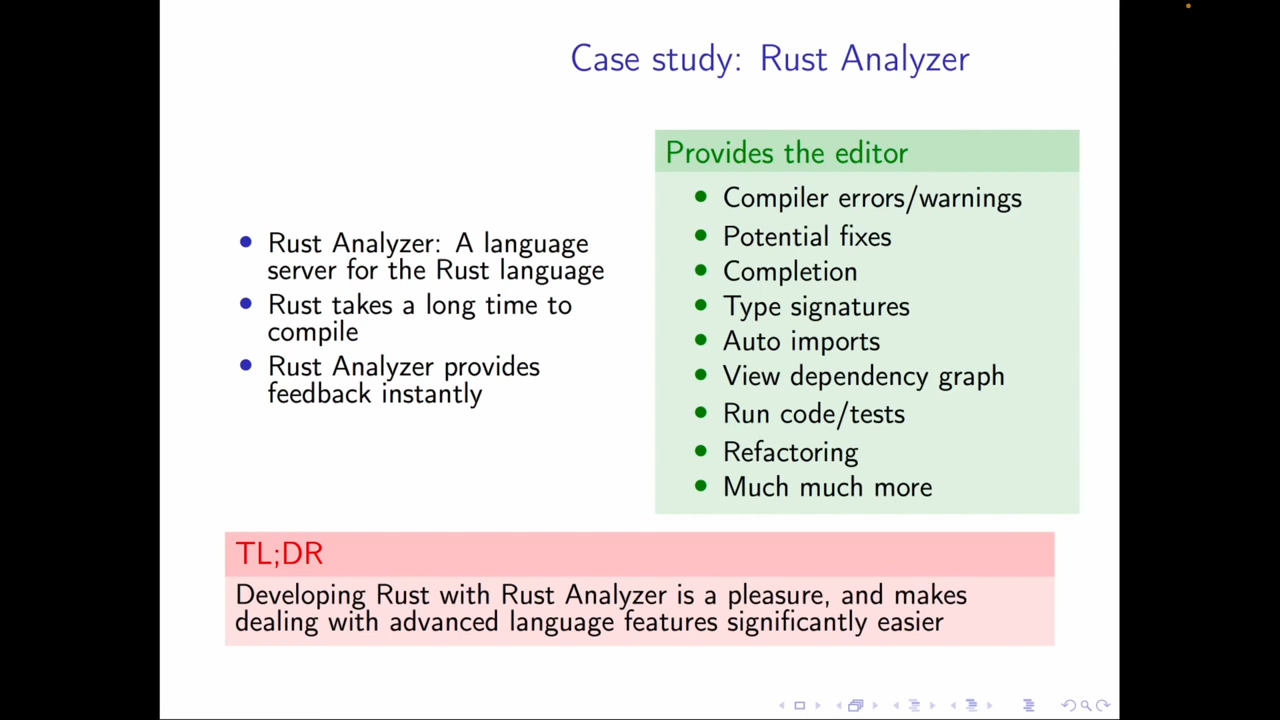 Case study: Rust Analyzer
Rust Analyzer: A language
server for the Rust language
Rust takes a long time to
compile
Rust Analyzer provides
feedback instantly
Provides the editor
Compiler errors/warnings
Potential fixes
Completion
Type signatures
Auto imports
View dependency graph
Run code/tests
Refactoring
Much much more
TL;DR
Developing Rust with Rust Analyzer is a pleasure, and makes
dealing with advanced language features significantly easier